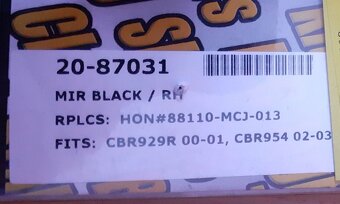 20-87031
MIR BLACK / RH
RPLCS: HON#88110-MCJ-013
FITS: CBR929R 00-01, CBR954 02-03